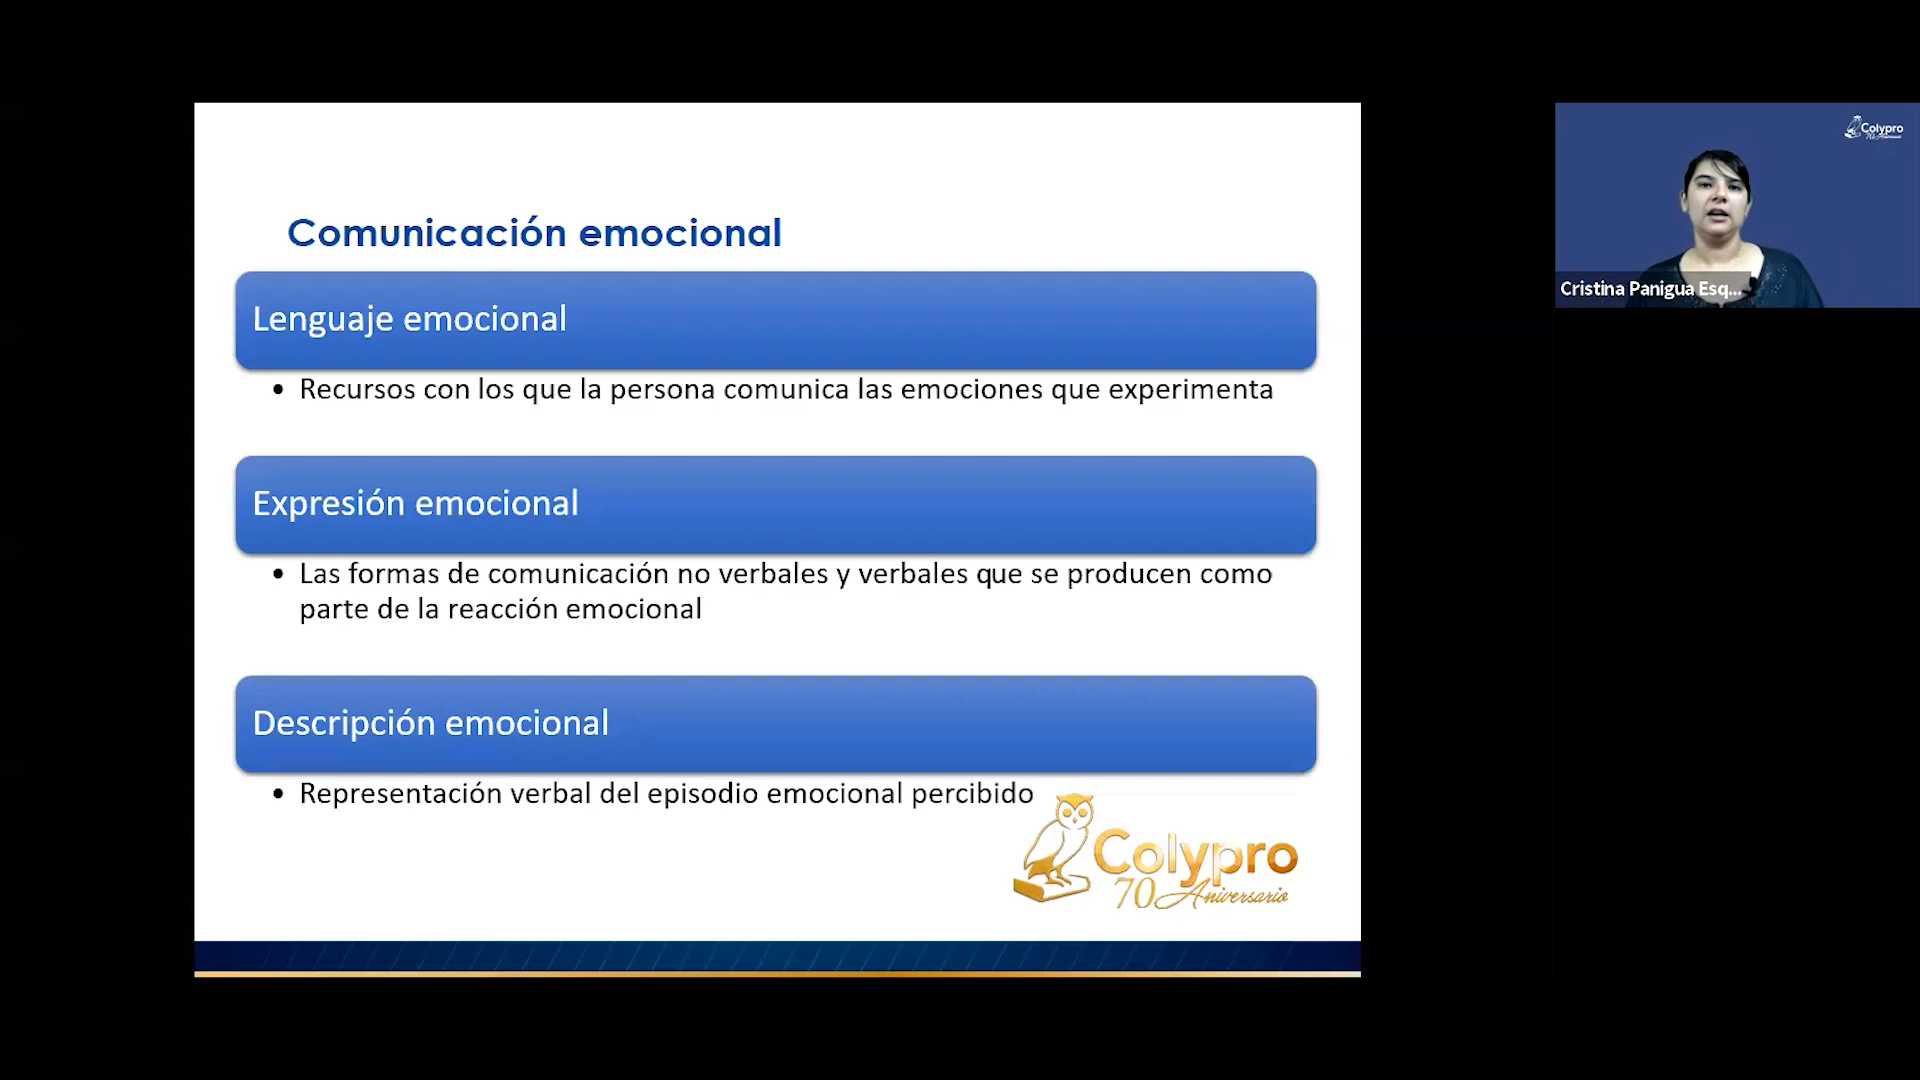 Comunicación emocional
Lenguaje emocional
• Recursos con los que la persona comunica las emociones que experimenta
Expresión emocional
• Las formas de comunicación no verbales y verbales que se producen como
parte de la reacción emocional
Descripción emocional
• Representación verbal del episodio emocional percibido
Colypro
70 Aniversario
Colypro
70 Aniversario
Cristina Panigua Esq...